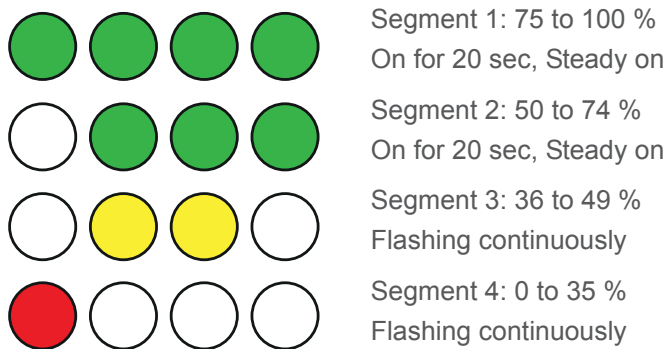 Segment 1: 75 to 100 %
On for 20 sec, Steady on
Segment 2: 50 to 74 %
On for 20 sec, Steady on
Segment 3: 36 to 49 %
Flashing continuously
Segment 4: 0 to 35 %
Flashing continuously